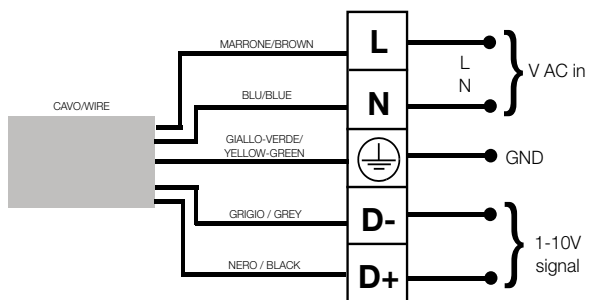 MARRONE/BROWN
L
L
N
V AC in
CAVO/WIRE
BLU/BLUE
N
GIALLO-VERDE/
YELLOW-GREEN
GND
GRIGIO / GREY
D-
1-10V
signal
NERO / BLACK
D+